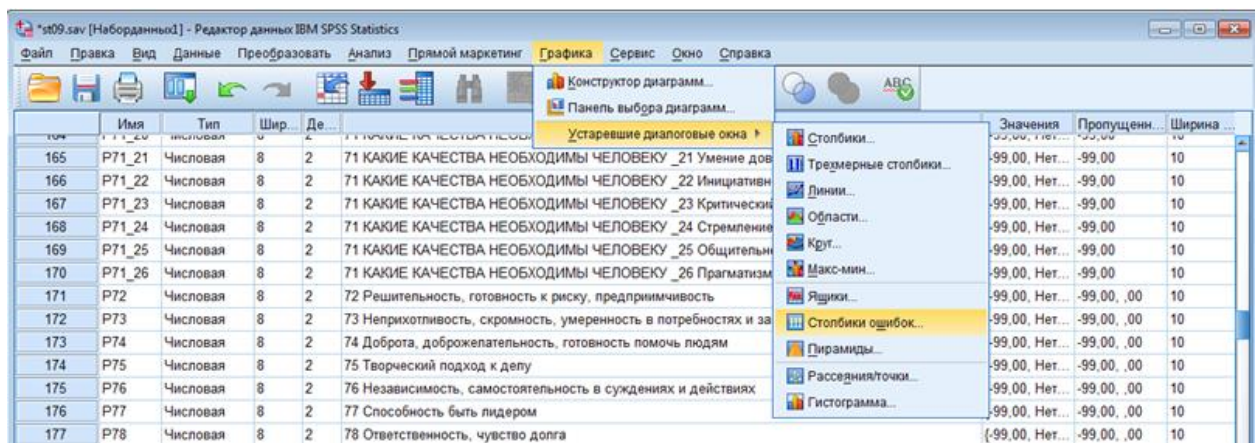 *st09.sav [Наборданных1] - Редактор данных IBM SPSS Statistics
Файл Правка Вид Данные Преобразовать Анализ Прямой маркетинг Графика Сервис Окно Справка
Конструктор диаграмм...
Панель выбора диаграмм...
Устаревшие диалоговые окна
Столбики...
Трехмерные столбики...
Линии...
Области...
Круг...
Макс-мин...
Ящики...
Столбики ошибок...
Пирамиды...
Рассеяния/точки...
Гистограмма...
ABC
Имя Тип Шир... Де... Значения Пропущенн... Ширина ...
165 P71_21 Числовая 8 2 71 КАКИЕ КАЧЕСТВА НЕОБХОДИМЫ ЧЕЛОВЕКУ _21 Умение дов -99,00, Нет... -99,00 10
166 P71_22 Числовая 8 2 71 КАКИЕ КАЧЕСТВА НЕОБХОДИМЫ ЧЕЛОВЕКУ _22 Инициативн -99,00, Нет... -99,00 10
167 P71_23 Числовая 8 2 71 КАКИЕ КАЧЕСТВА НЕОБХОДИМЫ ЧЕЛОВЕКУ _23 Критический -99,00, Нет... -99,00 10
168 P71_24 Числовая 8 2 71 КАКИЕ КАЧЕСТВА НЕОБХОДИМЫ ЧЕЛОВЕКУ _24 Стремление -99,00, Нет... -99,00 10
169 P71_25 Числовая 8 2 71 КАКИЕ КАЧЕСТВА НЕОБХОДИМЫ ЧЕЛОВЕКУ _25 Общительн -99,00, Нет... -99,00 10
170 P71_26 Числовая 8 2 71 КАКИЕ КАЧЕСТВА НЕОБХОДИМЫ ЧЕЛОВЕКУ _26 Прагматизм -99,00, Нет... -99,00 10
171 P72 Числовая 8 2 72 Решительность, готовность к риску, предприимчивость -99,00, Нет... -99,00, ,00 10
172 P73 Числовая 8 2 73 Неприхотливость, скромность, умеренность в потребностях и за -99,00, Нет... -99,00, ,00 10
173 P74 Числовая 8 2 74 Доброта, доброжелательность, готовность помочь людям -99,00, Нет... -99,00, ,00 10
174 P75 Числовая 8 2 75 Творческий подход к делу -99,00, Нет... -99,00, ,00 10
175 P76 Числовая 8 2 76 Независимость, самостоятельность в суждениях и действиях -99,00, Нет... -99,00, ,00 10
176 P77 Числовая 8 2 77 Способность быть лидером {-99,00, Нет... -99,00, ,00 10
177 P78 Числовая 8 2 78 Ответственность, чувство долга {-99,00, Нет... -99,00, ,00 10